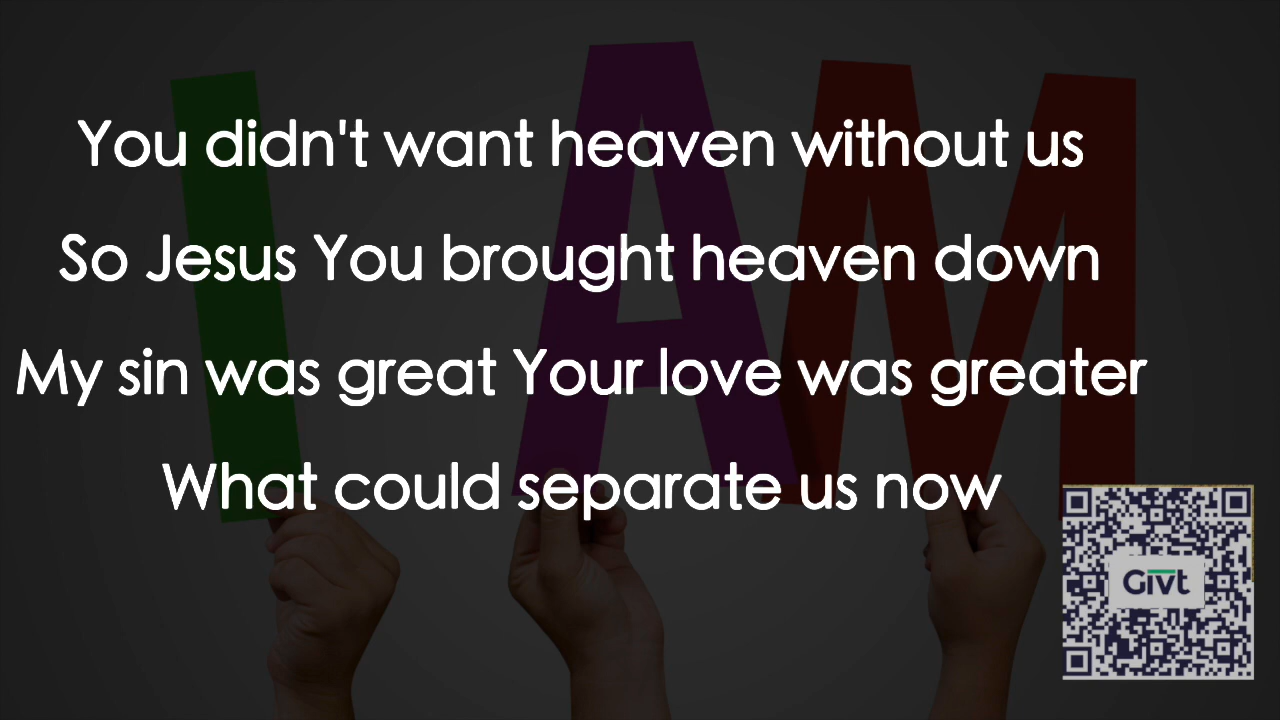 I AM
You didn't want heaven without us
So Jesus You brought heaven down
My sin was great Your love was greater
What could separate us now
Givt